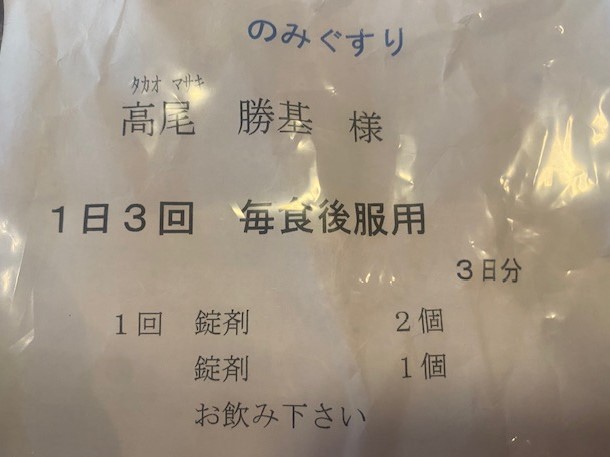 のみぐすり
タカオ マサキ
高尾 勝基 様
1日3回 毎食後服用
3日分
1回 錠剤 2個
錠剤 1個
お飲み下さい